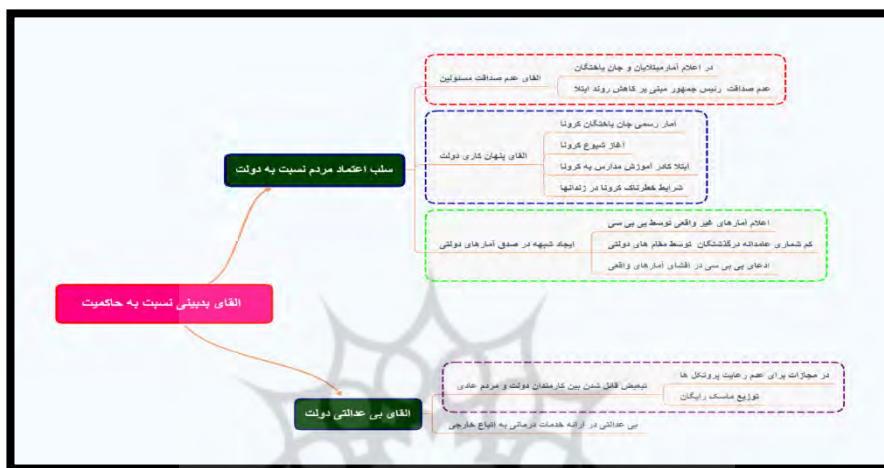 در اعلام آمارمبتلایان و جان باختگان
القای عدم صداقت مسئولین
عدم صداقت رئیس جمهور مبنی بر کاهش روند ابتلا
آمار رسمی جان باختگان کرونا
آغاز شیوع کرونا
القای پنهان کاری دولت
ابتلا کادر آموزش مدارس به کرونا
شرایط خطرناک کرونا در زندانها
سلب اعتماد مردم نسبت به دولت
اعلام آمارهای غیر واقعی توسط بی بی سی
کم شماری عامدانه درگذشتگان توسط مقام های دولتی
ایجاد شبهه در صدق آمارهای دولتی
ادعای بی بی سی در افشای آمارهای واقعی
القای بدبینی نسبت به حاکمیت
در مجازات برای عدم رعایت پروتکل ها
تبعیض قائل شدن بین کارمندان دولت و مردم عادی
توزیع ماسک رایگان
القای بی عدالتی دولت
بی عدالتی در ارائه خدمات درمانی به اتباع خارجی